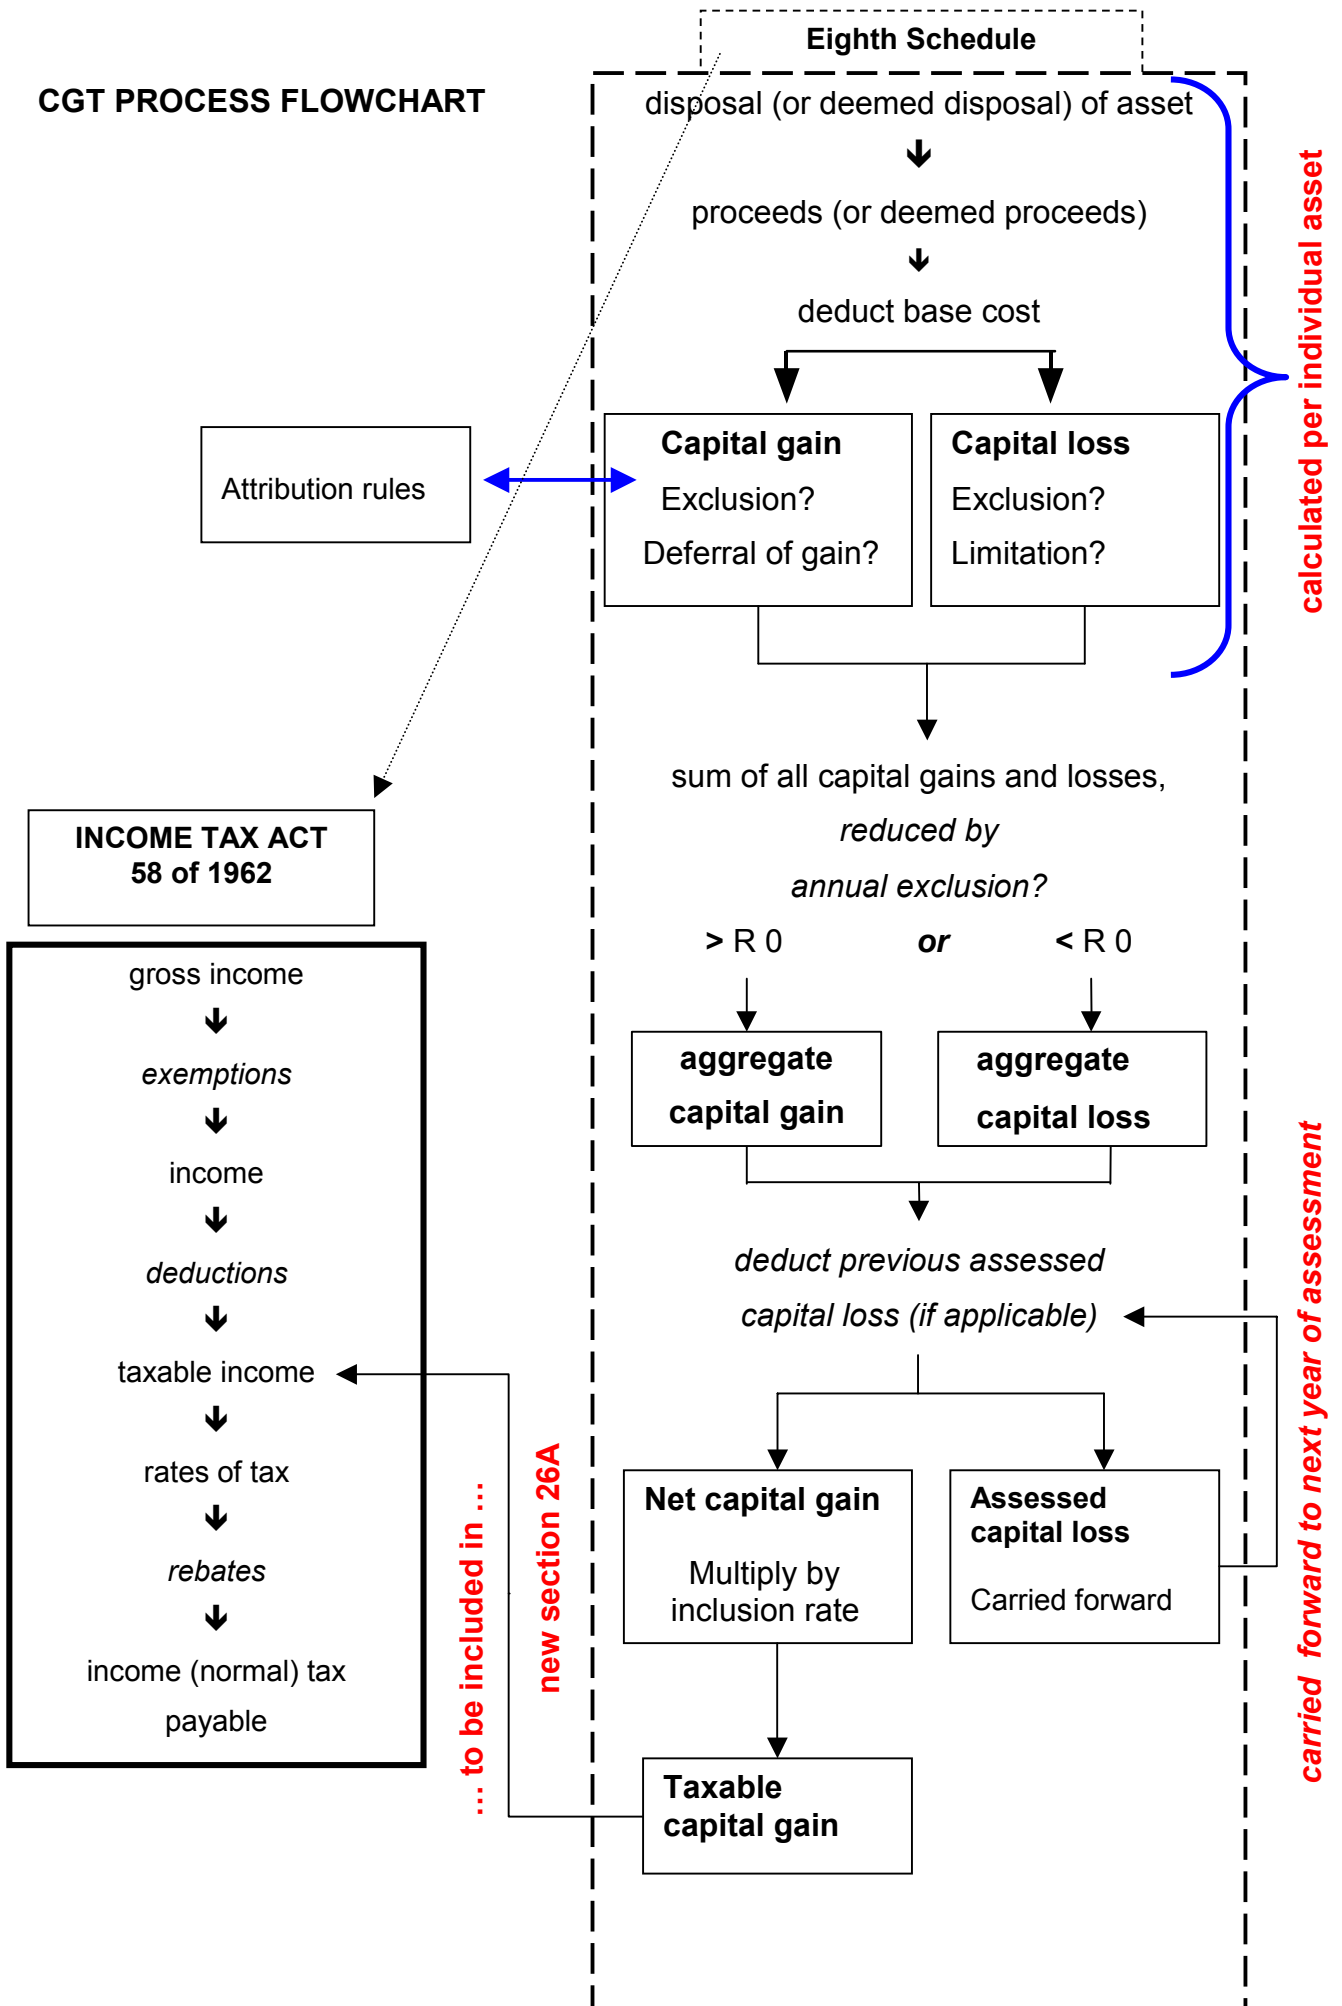 Eighth Schedule
CGT PROCESS FLOWCHART
disposal (or deemed disposal) of asset
proceeds (or deemed proceeds)
deduct base cost
calculated per individual asset
Attribution rules
Capital gain
Exclusion?
Deferral of gain?
Capital loss
Exclusion?
Limitation?
sum of all capital gains and losses,
reduced by
annual exclusion?
> R 0
or
< R 0
aggregate
capital gain
aggregate
capital loss
deduct previous assessed
capital loss (if applicable)
Net capital gain
Multiply by
inclusion rate
Assessed
capital loss
Carried forward
carried forward to next year of assessment
Taxable
capital gain
... to be included in ...
new section 26A
INCOME TAX ACT
58 of 1962
gross income
exemptions
income
deductions
taxable income
rates of tax
rebates
income (normal) tax
payable